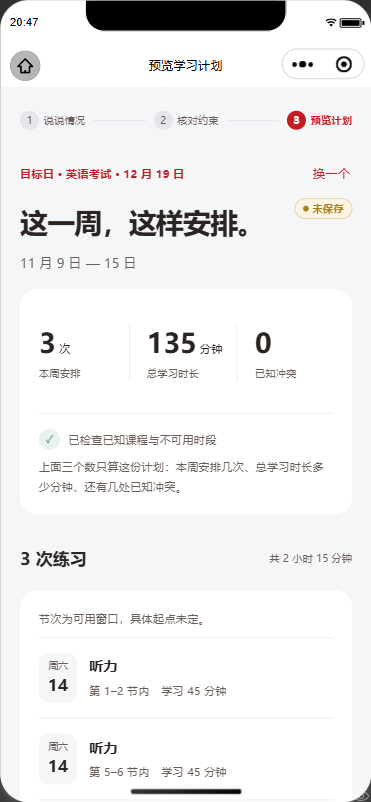 20:47
预览学习计划
1 说说情况 2 核对约束 3 预览计划
目标日·英语考试·12 月 19 日 换一个
未保存
这一周，这样安排。
11 月 9 日 — 15 日
3 次 135 分钟 0
本周安排 总学习时长 已知冲突
✓ 已检查已知课程与不可用时段
上面三个数只算这份计划：本周安排几次、总学习时长多
少分钟、还有几处已知冲突。
3 次练习 共 2 小时 15 分钟
节次为可用窗口，具体起点未定。
周六 听力
14 第 1–2 节内 学习 45 分钟
周六 听力
14 第 5–6 节内 学习 45 分钟